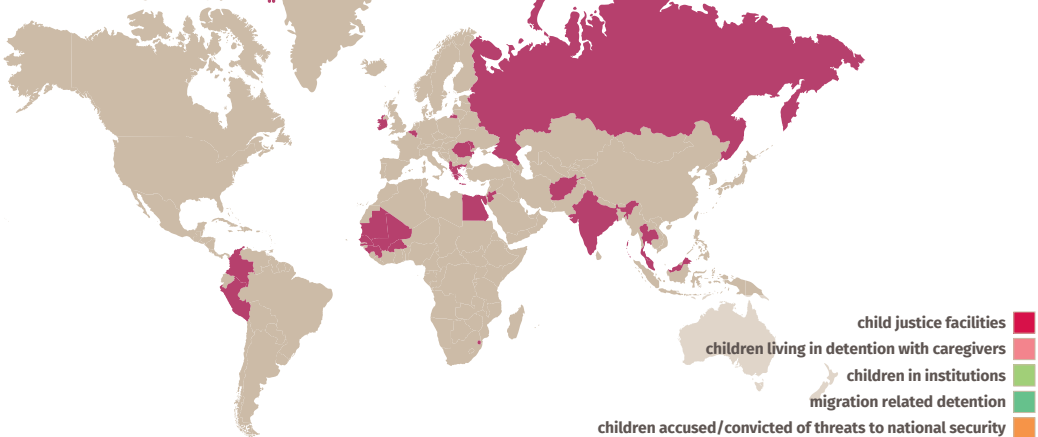 child justice facilities
children living in detention with caregivers
children in institutions
migration related detention
children accused/convicted of threats to national security